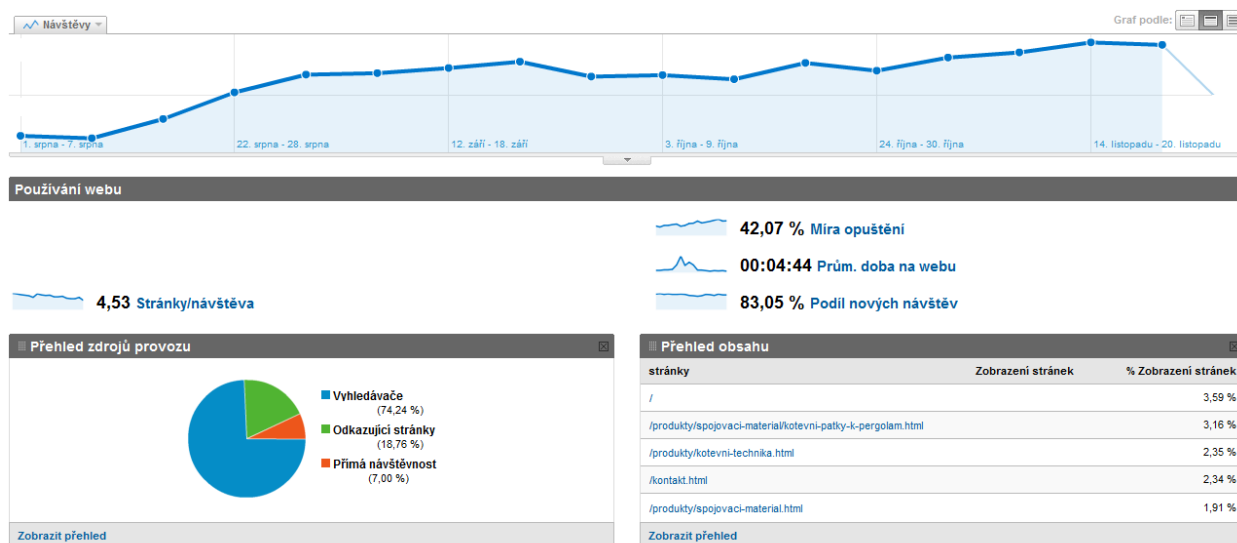 Návštěvy
Graf podle:
1. srpna - 7. srpna
22. srpna - 28. srpna
12. září - 18. září
3. října - 9. října
24. října - 30. října
14. listopadu - 20. listopadu
Používání webu
42,07 % Míra opuštění
00:04:44 Prům. doba na webu
4,53 Stránky/návštěva
83,05 % Podíl nových návštěv
Přehled zdrojů provozu
Vyhledávače
(74,24 %)
Odkazující stránky
(18,76 %)
Přímá návštěvnost
(7,00 %)
Zobrazit přehled
Přehled obsahu
stránky Zobrazení stránek % Zobrazení stránek
/ 3,59 %
/produkty/spojovaci-material/kotevni-patky-k-pergolam.html 3,16 %
/produkty/kotevni-technika.html 2,35 %
/kontakt.html 2,34 %
/produkty/spojovaci-material.html 1,91 %
Zobrazit přehled